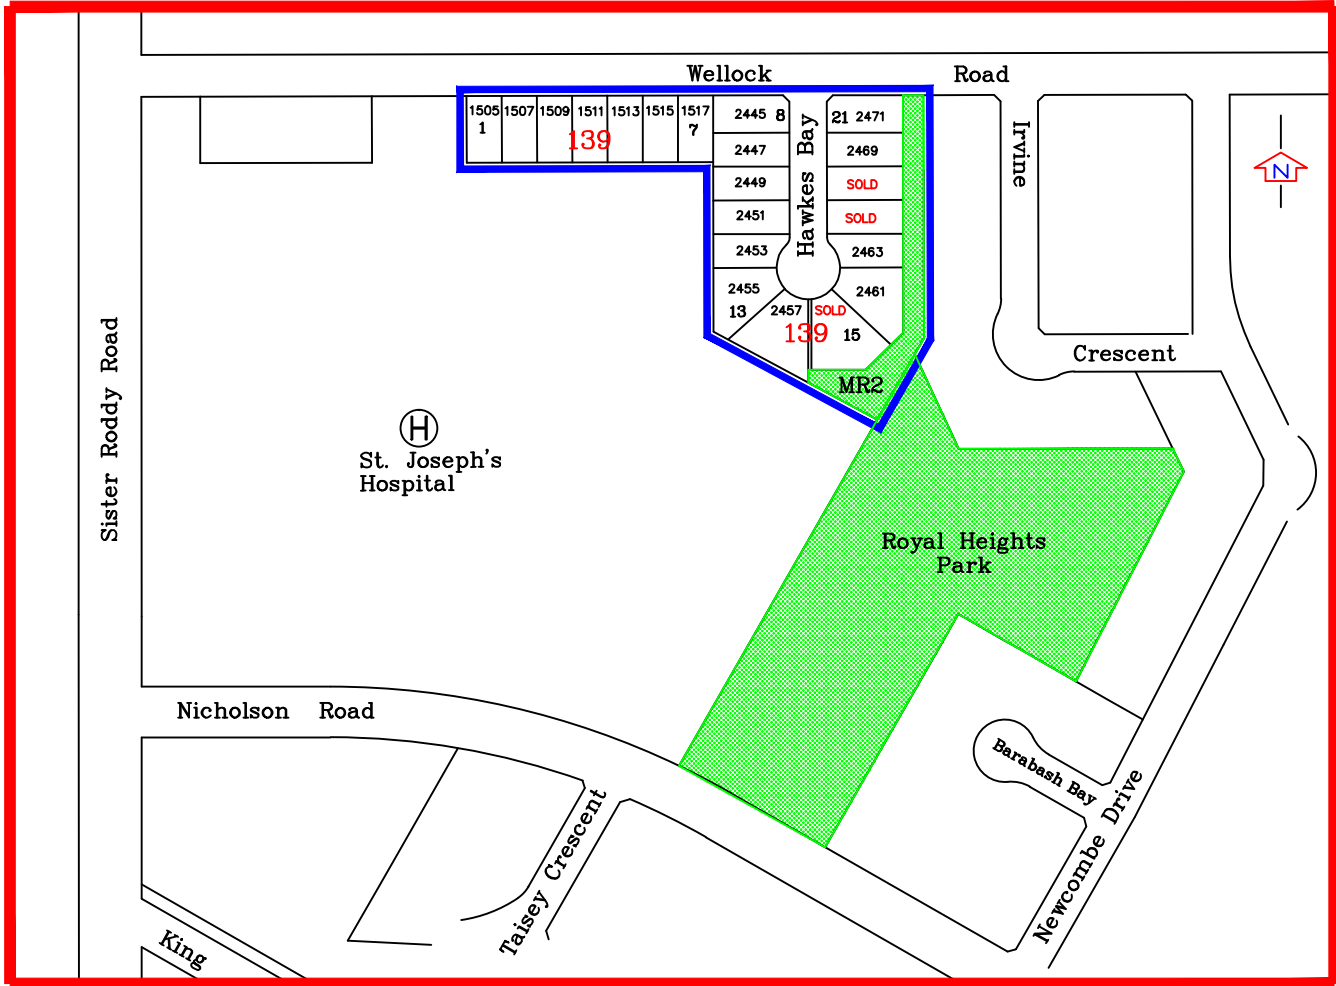 Wellock Road
1505 1507 1509 1511 1513 1515 1517
1 7
139
2445 8
21 2471
2447
2469
2449
SOLD
2451
SOLD
2453
2463
2455
13
2457
SOLD
2461
139
15
MR2
Hawkes Bay
Irvine
Crescent
N
Sister Roddy Road
H
St. Joseph's
Hospital
Royal Heights
Park
Nicholson Road
Barabash Bay
Newcombe Drive
Taisey Crescent
King